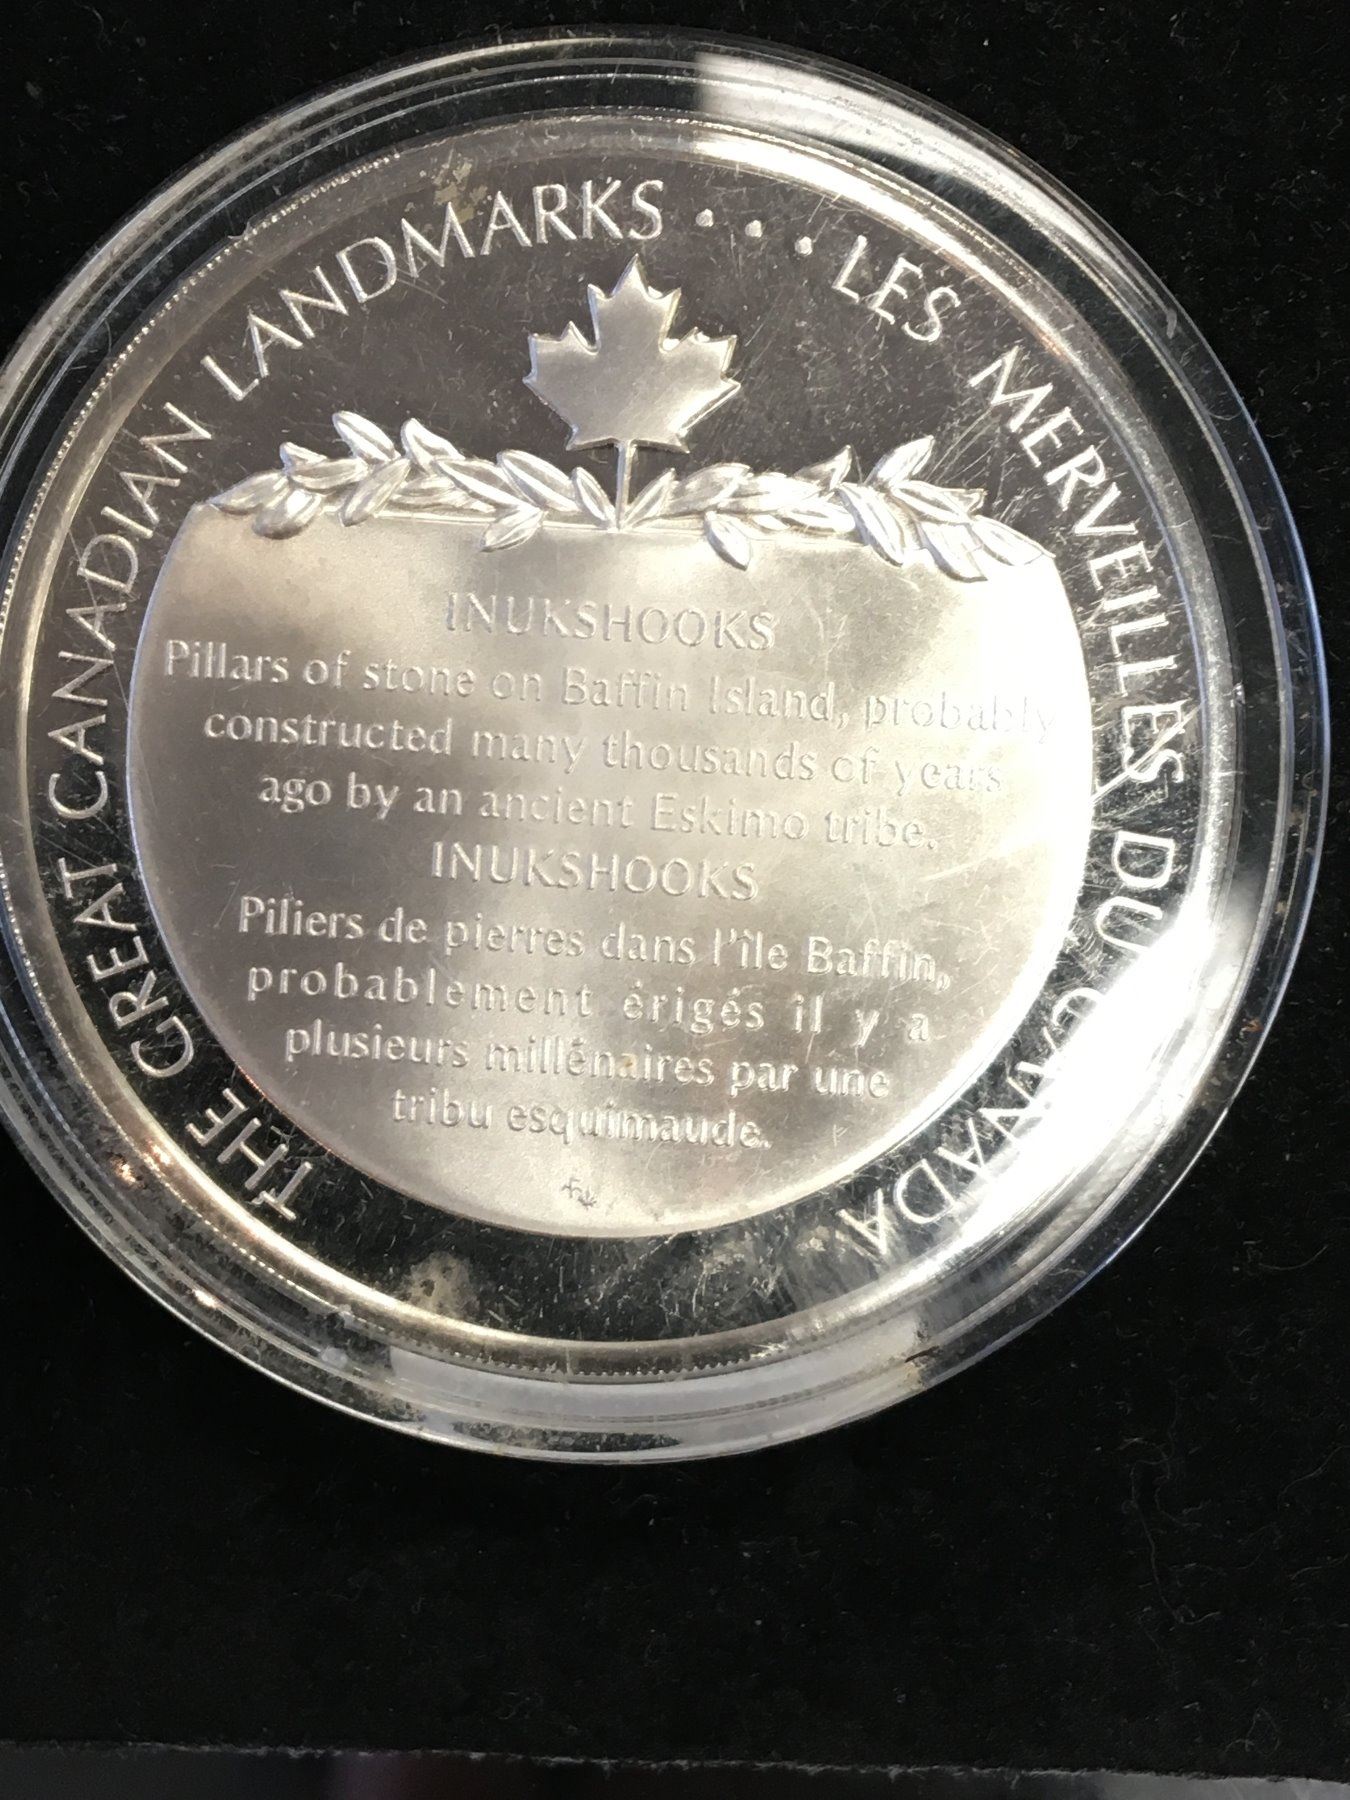 THE GREAT CANADIAN LANDMARKS . . . LES MERVEILLES DU CANADA
INUKSHOOKS
Pillars of stone on Baffin Island, probably
constructed many thousands of years
ago by an ancient Eskimo tribe.
INUKSHOOKS
Piliers de pierres dans l'île Baffin,
probablement érigés il y a
plusieurs millénaires par une
tribu esquimaude.